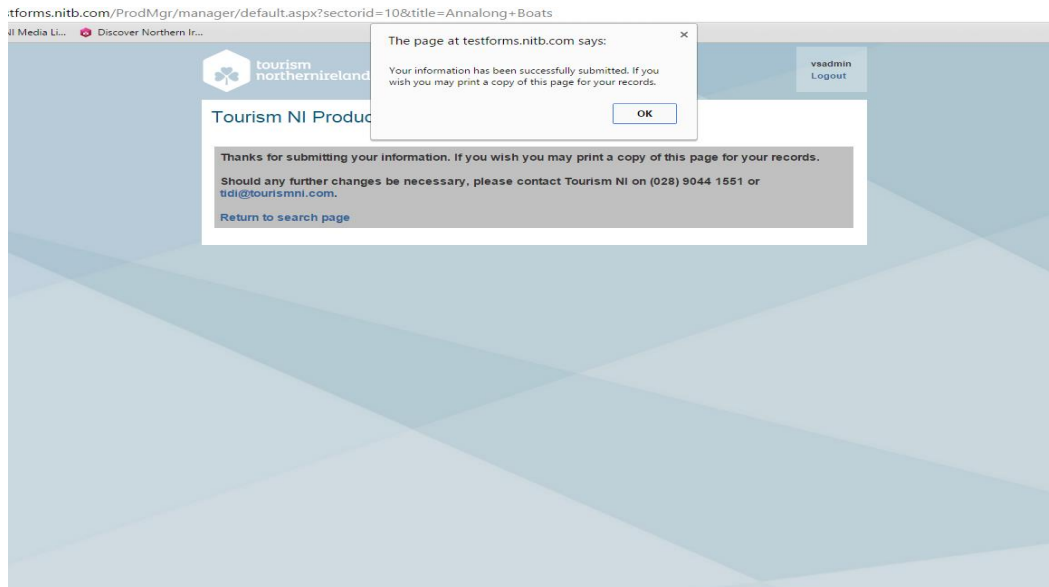 stforms.nitb.com/ProdMgr/manager/default.aspx?sectorid=10&title=Annalong+Boats
NI Media Li... Discover Northern Ir...
The page at testforms.nitb.com says:
×
Your information has been successfully submitted. If you
wish you may print a copy of this page for your records.
OK
tourism
northernireland
vsadmin
Logout
Tourism NI Produc
Thanks for submitting your information. If you wish you may print a copy of this page for your records.
Should any further changes be necessary, please contact Tourism NI on (028) 9044 1551 or
tidi@tourismni.com.
Return to search page